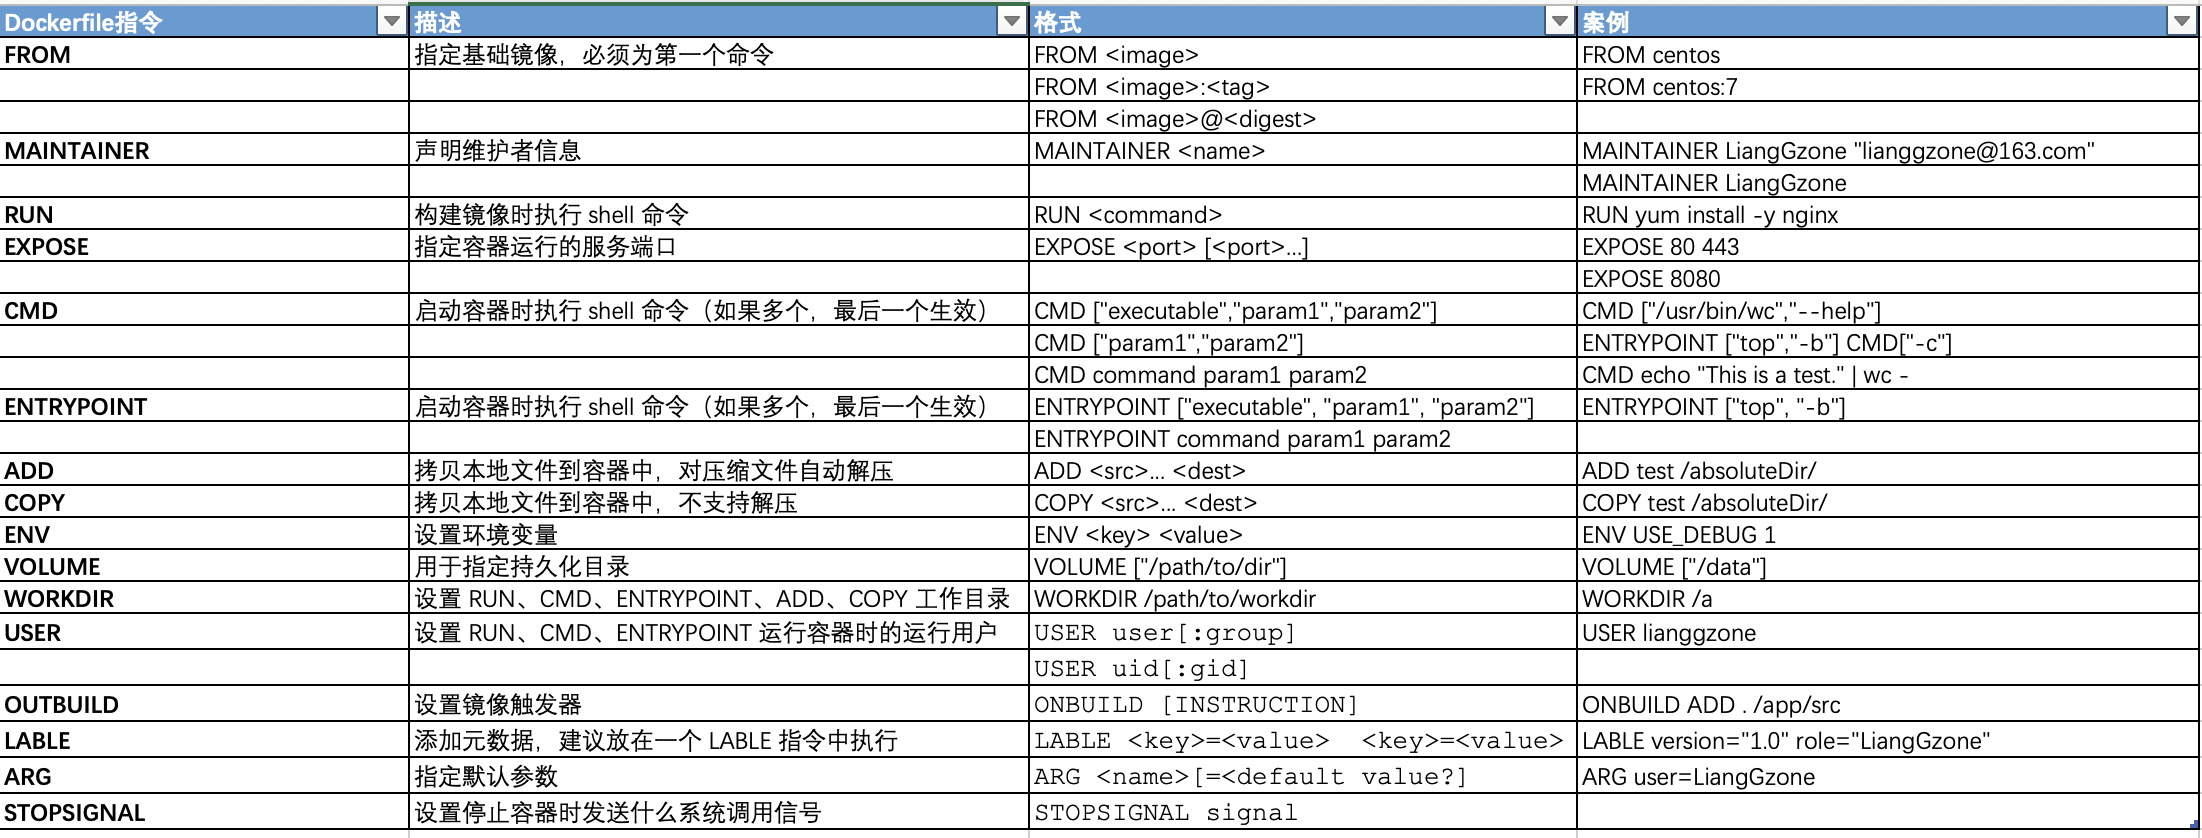 Dockerfile指令 描述 格式 案例
FROM 指定基础镜像，必须为第一个命令 FROM <image> FROM centos
FROM <image>:<tag> FROM centos:7
FROM <image>@<digest>
MAINTAINER 声明维护者信息 MAINTAINER <name> MAINTAINER LiangGzone "lianggzone@163.com"
MAINTAINER LiangGzone
RUN 构建镜像时执行 shell 命令 RUN <command> RUN yum install -y nginx
EXPOSE 指定容器运行的服务端口 EXPOSE <port> [<port>...] EXPOSE 80 443
EXPOSE 8080
CMD 启动容器时执行 shell 命令（如果多个，最后一个生效） CMD ["executable","param1","param2"] CMD ["/usr/bin/wc","--help"]
CMD ["param1","param2"] ENTRYPOINT ["top","-b"] CMD["-c"]
CMD command param1 param2 CMD echo "This is a test." | wc -
ENTRYPOINT 启动容器时执行 shell 命令（如果多个，最后一个生效） ENTRYPOINT ["executable", "param1", "param2"] ENTRYPOINT ["top", "-b"]
ENTRYPOINT command param1 param2
ADD 拷贝本地文件到容器中，对压缩文件自动解压 ADD <src>... <dest> ADD test /absoluteDir/
COPY 拷贝本地文件到容器中，不支持解压 COPY <src>... <dest> COPY test /absoluteDir/
ENV 设置环境变量 ENV <key> <value> ENV USE_DEBUG 1
VOLUME 用于指定持久化目录 VOLUME ["/path/to/dir"] VOLUME ["/data"]
WORKDIR 设置 RUN、CMD、ENTRYPOINT、ADD、COPY 工作目录 WORKDIR /path/to/workdir WORKDIR /a
USER 设置 RUN、CMD、ENTRYPOINT 运行容器时的运行用户 USER user[:group] USER lianggzone
USER uid[:gid]
OUTBUILD 设置镜像触发器 ONBUILD [INSTRUCTION] ONBUILD ADD . /app/src
LABLE 添加元数据，建议放在一个 LABLE 指令中执行 LABLE <key>=<value> <key>=<value> LABLE version="1.0" role="LiangGzone"
ARG 指定默认参数 ARG <name>[=<default value?] ARG user=LiangGzone
STOPSIGNAL 设置停止容器时发送什么系统调用信号 STOPSIGNAL signal